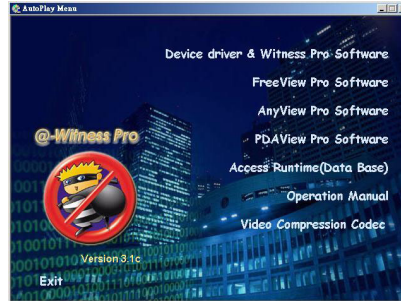 AutoPlay Menu
Device driver & Witness Pro Software
FreeView Pro Software
AnyView Pro Software
PDAView Pro Software
Access Runtime(Data Base)
Operation Manual
Video Compression Codec
@-Witness Pro
Version 3.1c
Exit